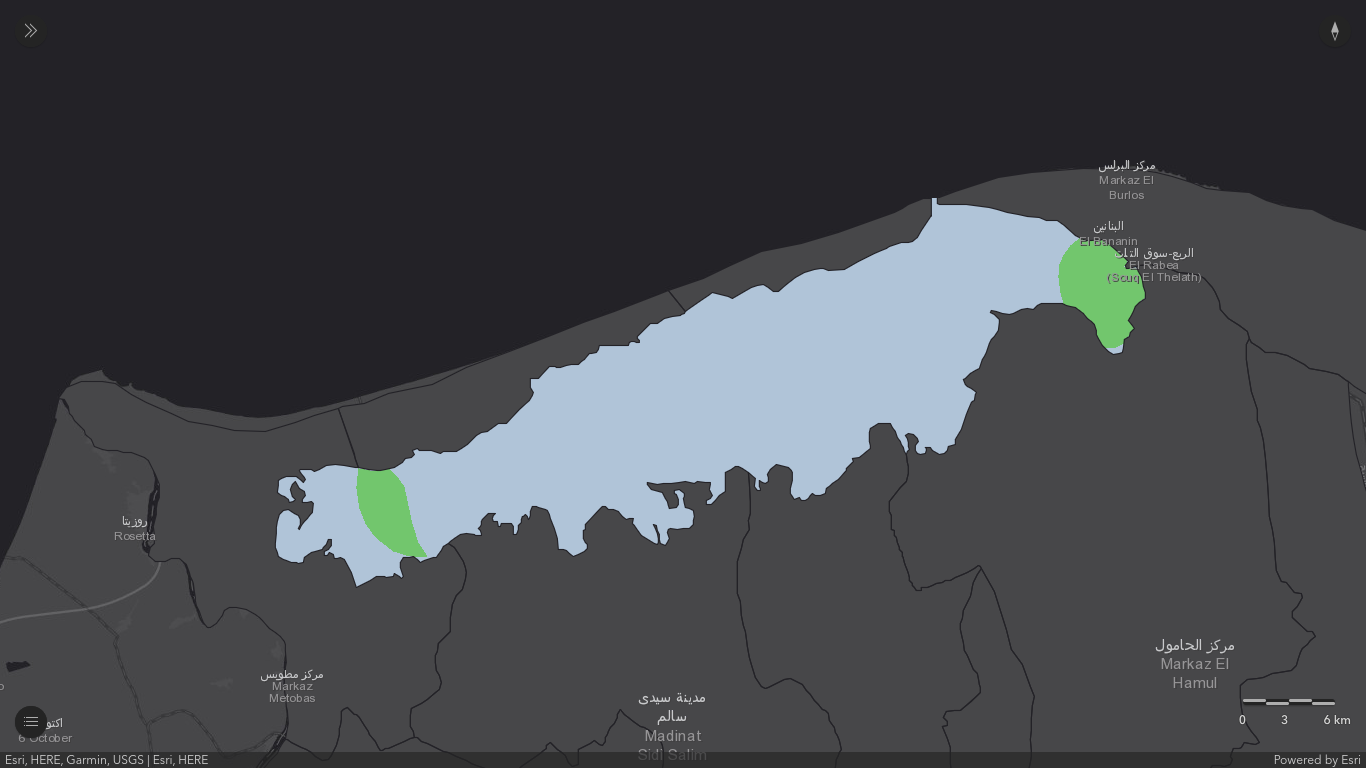 مركز البرلس
Markaz El
Burlos
البنانين
El Bananin
الربع-سوق الثلاث
El Rabea
(Souq El Thelath)
روزيتا
Rosetta
مركز الحامول
Markaz El
Hamul
مركز مطوبس
Markaz
Metobas
مدينة سيدى
سالم
Madinat
Sidi Salim
6 October
0 3 6 km
Esri, HERE, Garmin, USGS | Esri, HERE
Powered by Esri